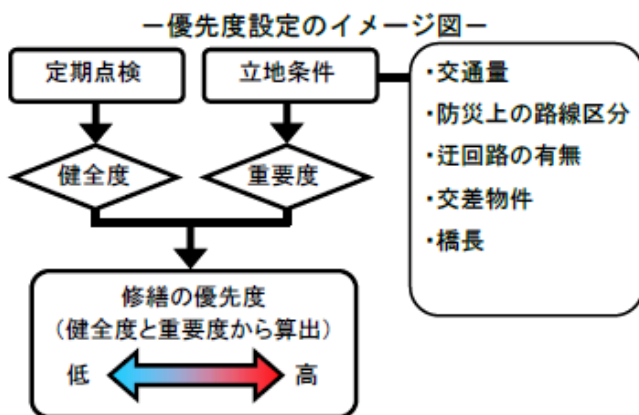 －優先度設定のイメージ図－
定期点検
立地条件
・交通量
・防災上の路線区分
・迂回路の有無
・交差物件
・橋長
健全度
重要度
修繕の優先度
（健全度と重要度から算出）
低
高